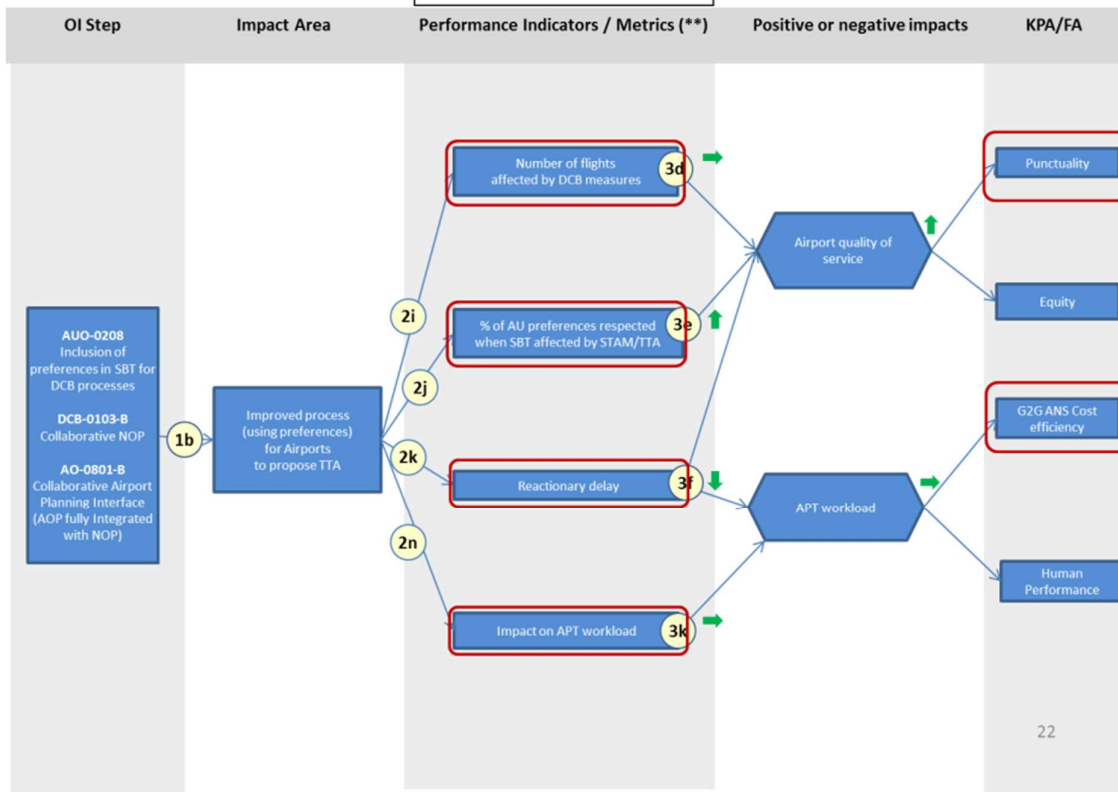 OI Step
Impact Area
Performance Indicators / Metrics (**)
Positive or negative impacts
KPA/FA
AUO-0208
Inclusion of
preferences in SBT for
DCB processes
DCB-0103-B
Collaborative NOP
AO-0801-B
Collaborative Airport
Planning Interface
(AOP fully Integrated
with NOP)
1b
Improved process
(using preferences)
for Airports
to propose TTA
2i
2j
2k
2n
Number of flights
affected by DCB measures
3d
% of AU preferences respected
when SBT affected by STAM/TTA
3e
Reactionary delay
3f
Impact on APT workload
3k
Airport quality of
service
APT workload
Punctuality
Equity
G2G ANS Cost
efficiency
Human
Performance
22